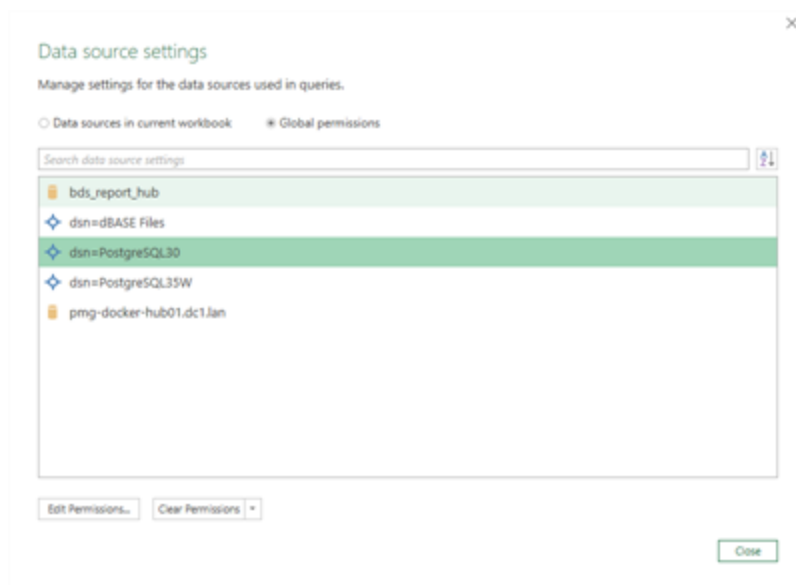 Data source settings
Manage settings for the data sources used in queries.
Data sources in current workbook Global permissions
Search data source settings
bds_report_hub
dsn=dBASE Files
dsn=PostgreSQL30
dsn=PostgreSQL35W
pmg-docker-hub01.dc1.lan
Edit Permissions... Clear Permissions
Close